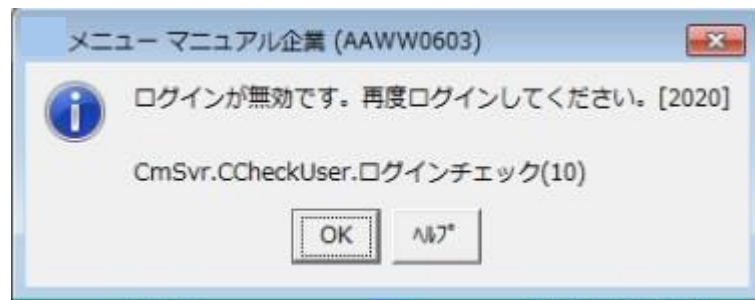 メニュー マニュアル企業 (AAWW0603)
ログインが無効です。再度ログインしてください。[2020]
CmSvr.CCheckUser.ログインチェック(10)
OK ﾍﾙﾌﾟ